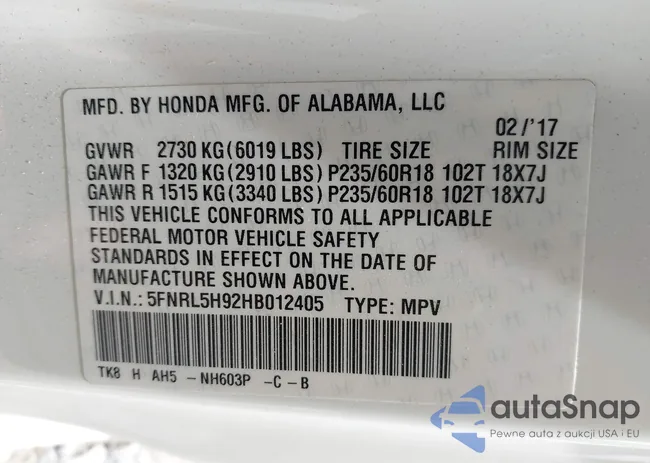 MFD. BY HONDA MFG. OF ALABAMA, LLC
02/'17
GVWR 2730 KG(6019 LBS) TIRE SIZE RIM SIZE
GAWR F 1320 KG(2910 LBS) P235/60R18 102T 18X7J
GAWR R 1515 KG(3340 LBS) P235/60R18 102T 18X7J
THIS VEHICLE CONFORMS TO ALL APPLICABLE
FEDERAL MOTOR VEHICLE SAFETY
STANDARDS IN EFFECT ON THE DATE OF
MANUFACTURE SHOWN ABOVE.
V.I.N.: 5FNRL5H92HB012405 TYPE: MPV
TK8 H AH5 - NH603P - C - B
autaSnap
Pewne auta z aukcji USA i EU